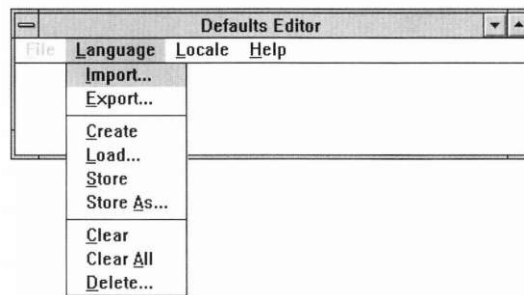 Defaults Editor
File Language Locale Help
Import...
Export...
Create
Load...
Store
Store As...
Clear
Clear All
Delete...